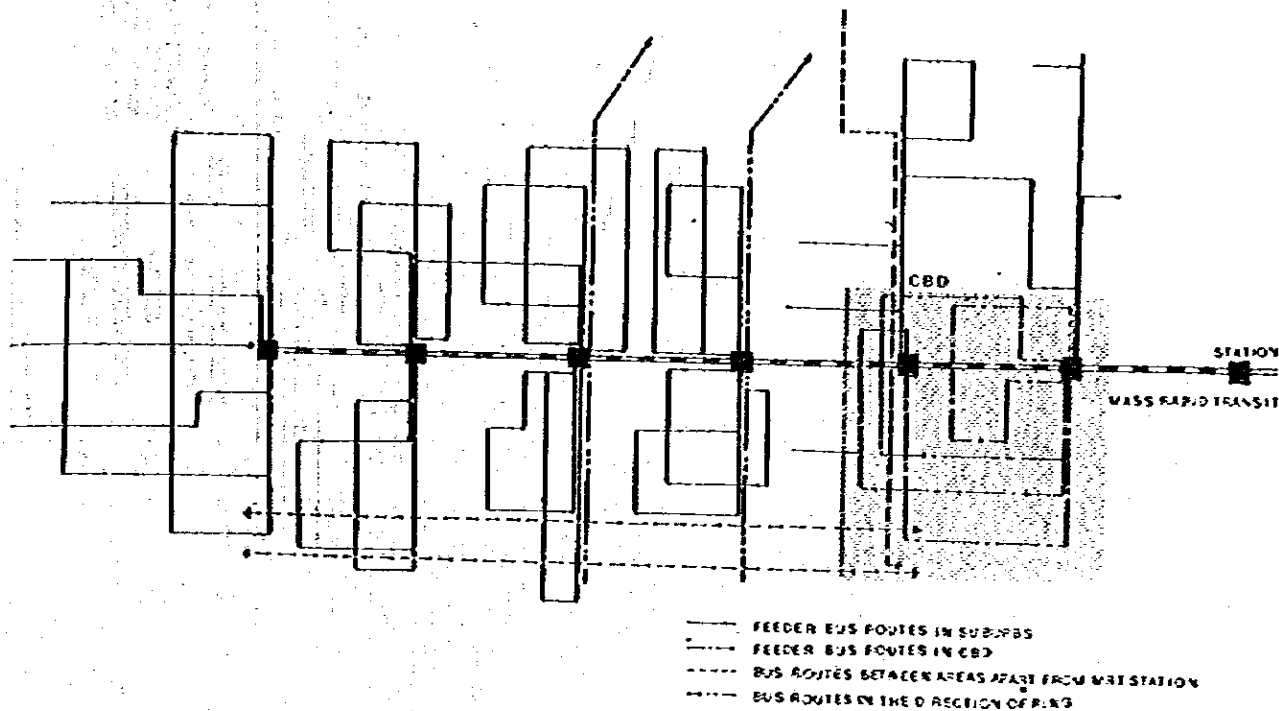 CBD
STATION
MASS RAPID TRANSIT
FEEDER BUS ROUTES IN SUBURBS
FEEDER BUS ROUTES IN CBD
BUS ROUTES BETWEEN AREAS APART FROM MRT STATION
BUS ROUTES IN THE DIRECTION OF RING